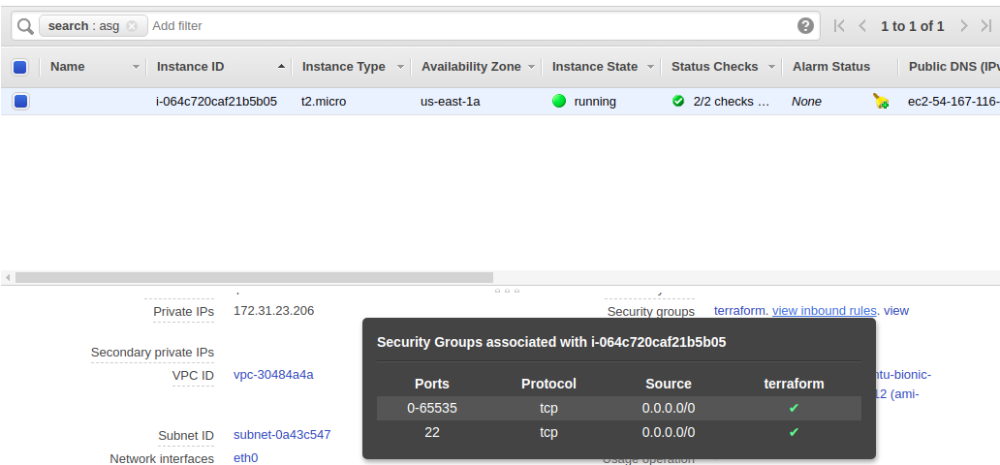 search : asg Add filter 1 to 1 of 1
Name Instance ID Instance Type Availability Zone Instance State Status Checks Alarm Status Public DNS (IPv
i-064c720caf21b5b05 t2.micro us-east-1a running 2/2 checks … None ec2-54-167-116-
Private IPs 172.31.23.206 Security groups terraform. view inbound rules. view
Secondary private IPs
VPC ID vpc-30484a4a ntu-bionic-
12 (ami-
Subnet ID subnet-0a43c547
Network interfaces eth0 Usage operation
Security Groups associated with i-064c720caf21b5b05
Ports Protocol Source terraform
0-65535 tcp 0.0.0.0/0 ✔
22 tcp 0.0.0.0/0 ✔